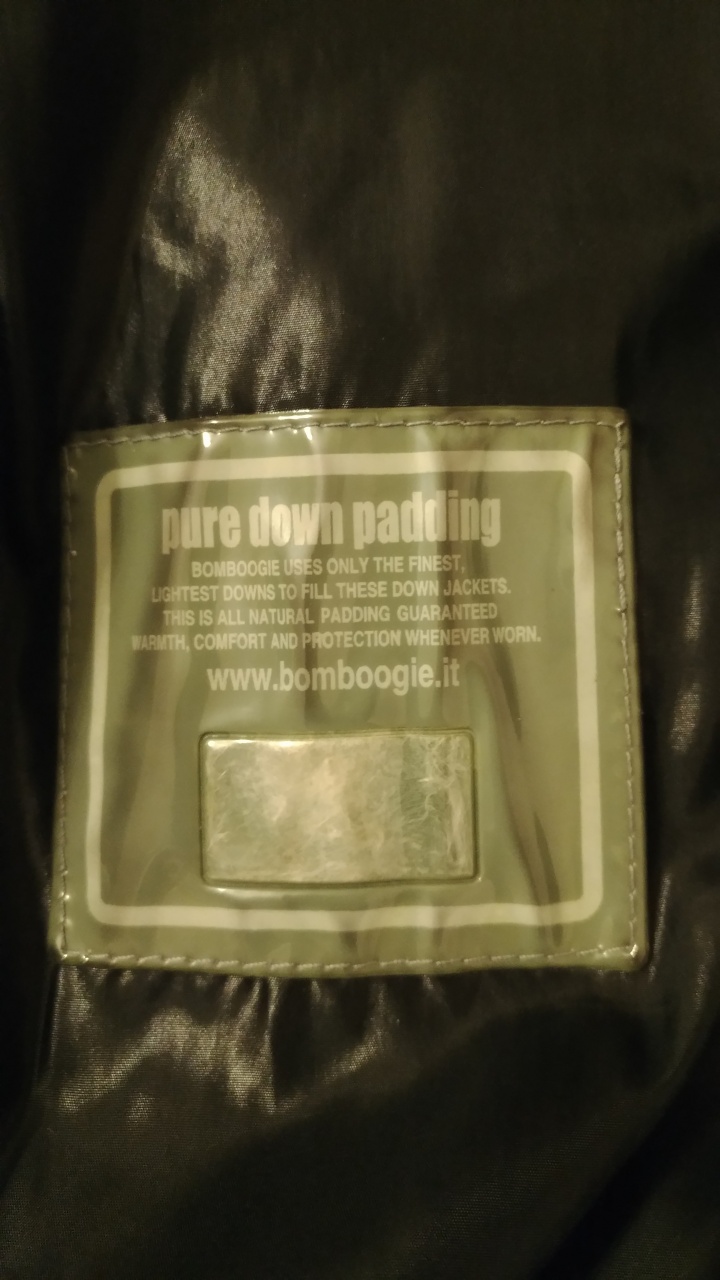 pure down padding
BOMBOOGIE USES ONLY THE FINEST,
LIGHTEST DOWNS TO FILL THESE DOWN JACKETS.
THIS IS ALL NATURAL PADDING GUARANTEED
WARMTH, COMFORT AND PROTECTION WHENEVER WORN.
www.bomboogie.it